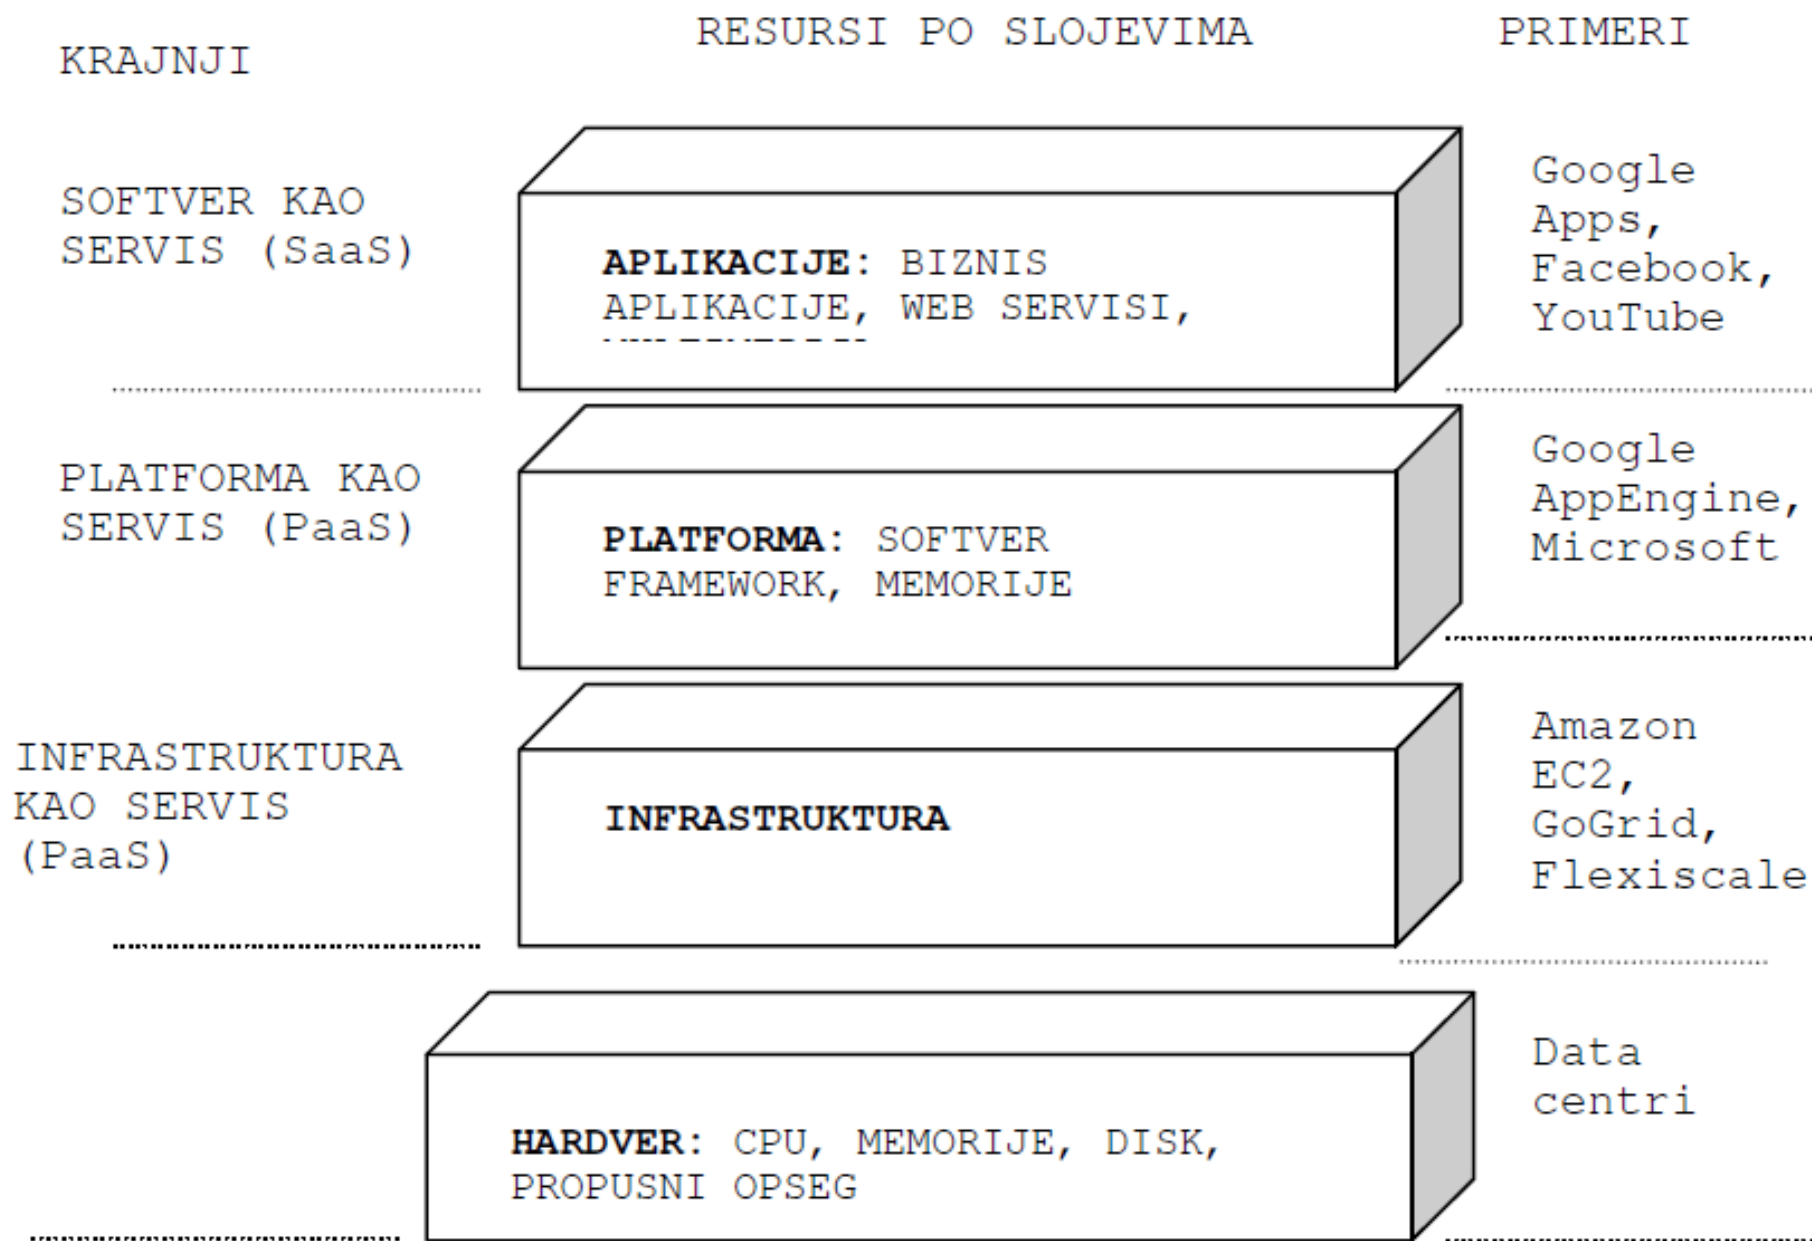 KRAJNJI
RESURSI PO SLOJEVIMA
PRIMERI
SOFTVER KAO
SERVIS (SaaS)
APLIKACIJE: BIZNIS
APLIKACIJE, WEB SERVISI,
Google
Apps,
Facebook,
YouTube
PLATFORMA KAO
SERVIS (PaaS)
PLATFORMA: SOFTVER
FRAMEWORK, MEMORIJE
Google
AppEngine,
Microsoft
INFRASTRUKTURA
KAO SERVIS
(PaaS)
INFRASTRUKTURA
Amazon
EC2,
GoGrid,
Flexiscale
HARDVER: CPU, MEMORIJE, DISK,
PROPUSNI OPSEG
Data
centri